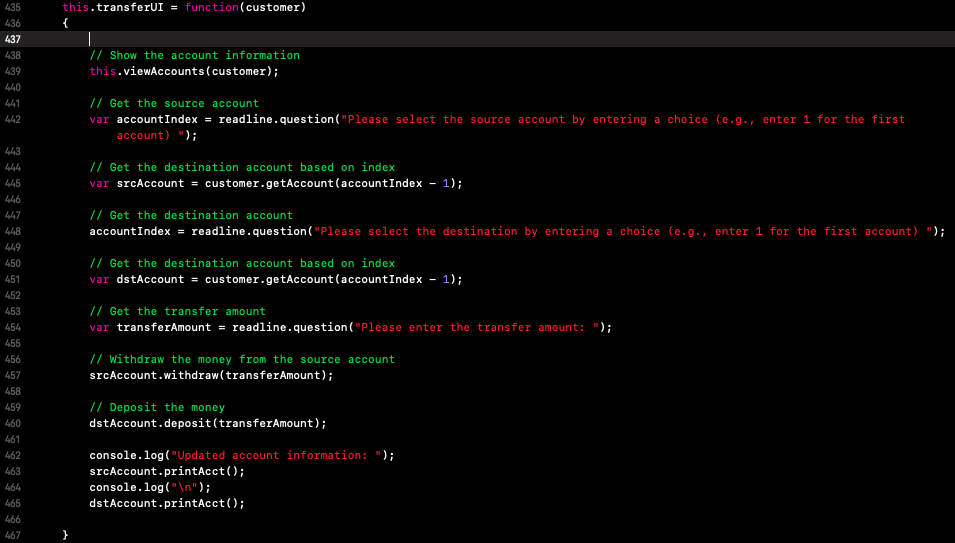 435 this.transferUI = function(customer)
436 {
437
438 // Show the account information
439 this.viewAccounts(customer);
440
441 // Get the source account
442 var accountIndex = readline.question("Please select the source account by entering a choice (e.g., enter 1 for the first
account) ");
443
444 // Get the destination account based on index
445 var srcAccount = customer.getAccount(accountIndex - 1);
446
447 // Get the destination account
448 accountIndex = readline.question("Please select the destination by entering a choice (e.g., enter 1 for the first account) ");
449
450 // Get the destination account based on index
451 var dstAccount = customer.getAccount(accountIndex - 1);
452
453 // Get the transfer amount
454 var transferAmount = readline.question("Please enter the transfer amount: ");
455
456 // Withdraw the money from the source account
457 srcAccount.withdraw(transferAmount);
458
459 // Deposit the money
460 dstAccount.deposit(transferAmount);
461
462 console.log("Updated account information: ");
463 srcAccount.printAcct();
464 console.log("\n");
465 dstAccount.printAcct();
466
467 }